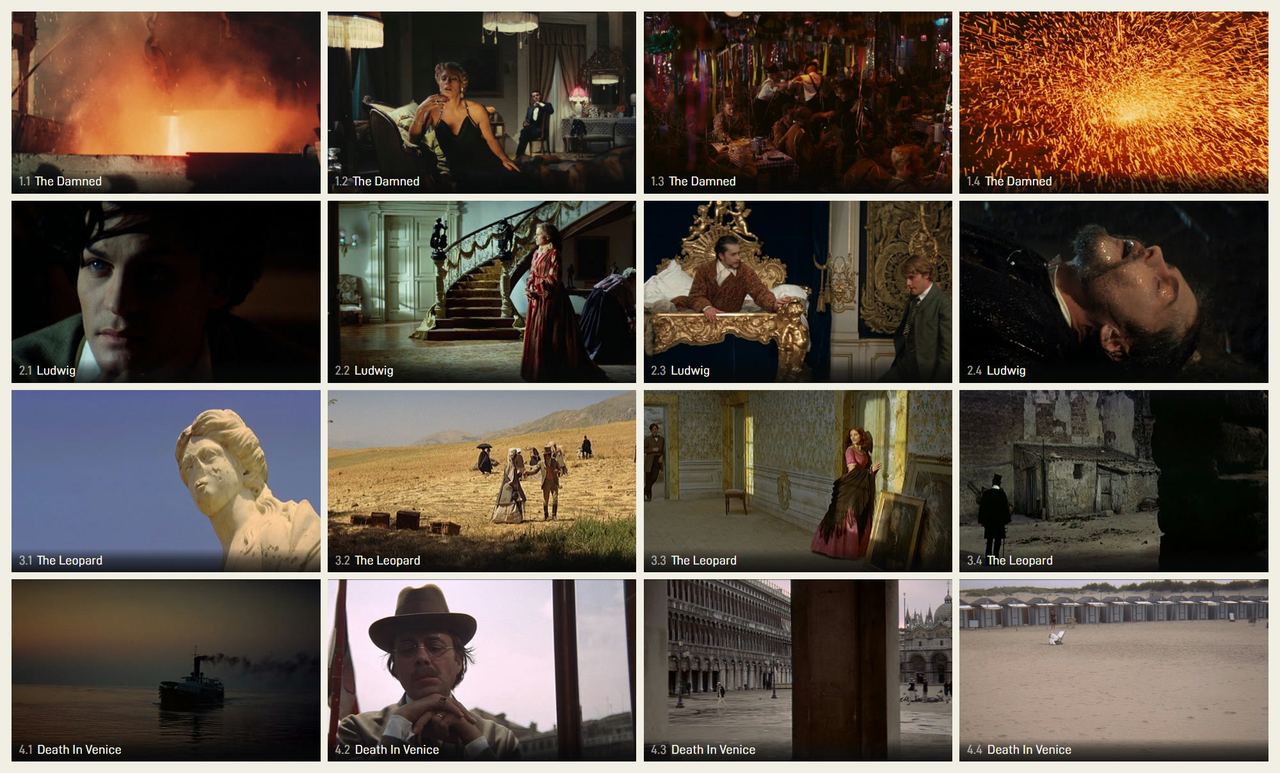 1.1 The Damned
1.2 The Damned
1.3 The Damned
1.4 The Damned
2.1 Ludwig
2.2 Ludwig
2.3 Ludwig
2.4 Ludwig
3.1 The Leopard
3.2 The Leopard
3.3 The Leopard
3.4 The Leopard
4.1 Death In Venice
4.2 Death In Venice
4.3 Death In Venice
4.4 Death In Venice